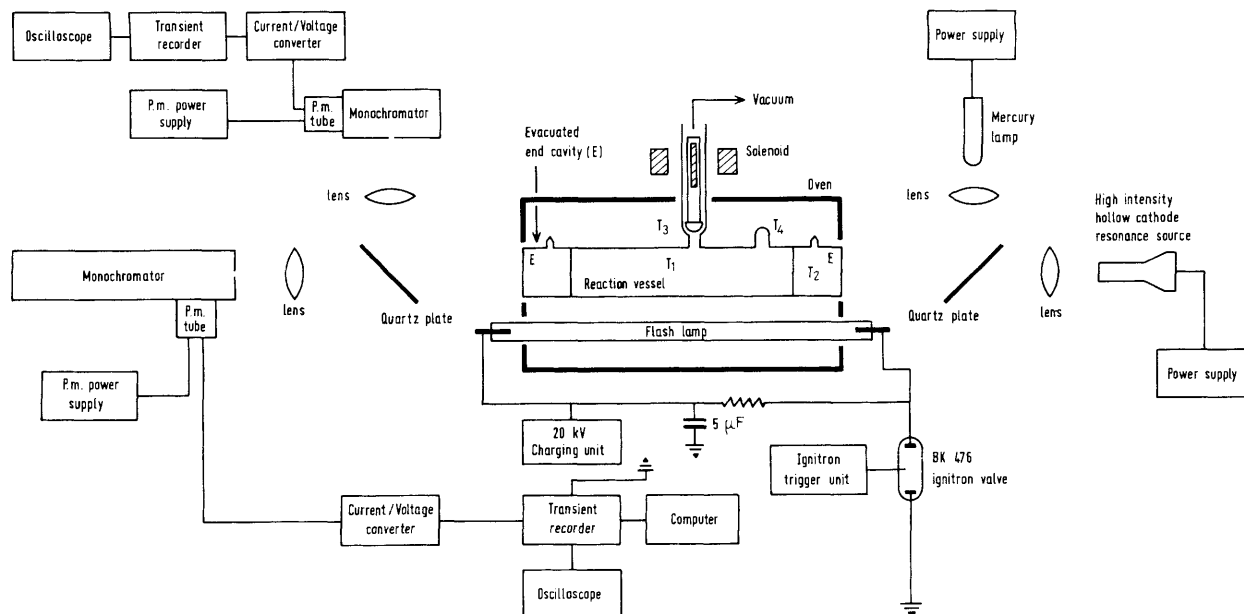 Oscilloscope
Transient
recorder
Current/Voltage
converter
Power supply
P.m. power
supply
P.m.
tube
Monochromator
Vacuum
Mercury
lamp
Evacuated
end cavity (E)
Solenoid
Oven
lens
lens
High intensity
hollow cathode
resonance source
T3
T4
E
T1
T2
E
Monochromator
Reaction vessel
lens
Quartz plate
Quartz plate
lens
P.m.
tube
Flash lamp
P.m. power
supply
Power supply
20 kV
Charging unit
5 μF
Ignitron
trigger unit
BK 476
ignitron valve
Current/Voltage
converter
Transient
recorder
Computer
Oscilloscope